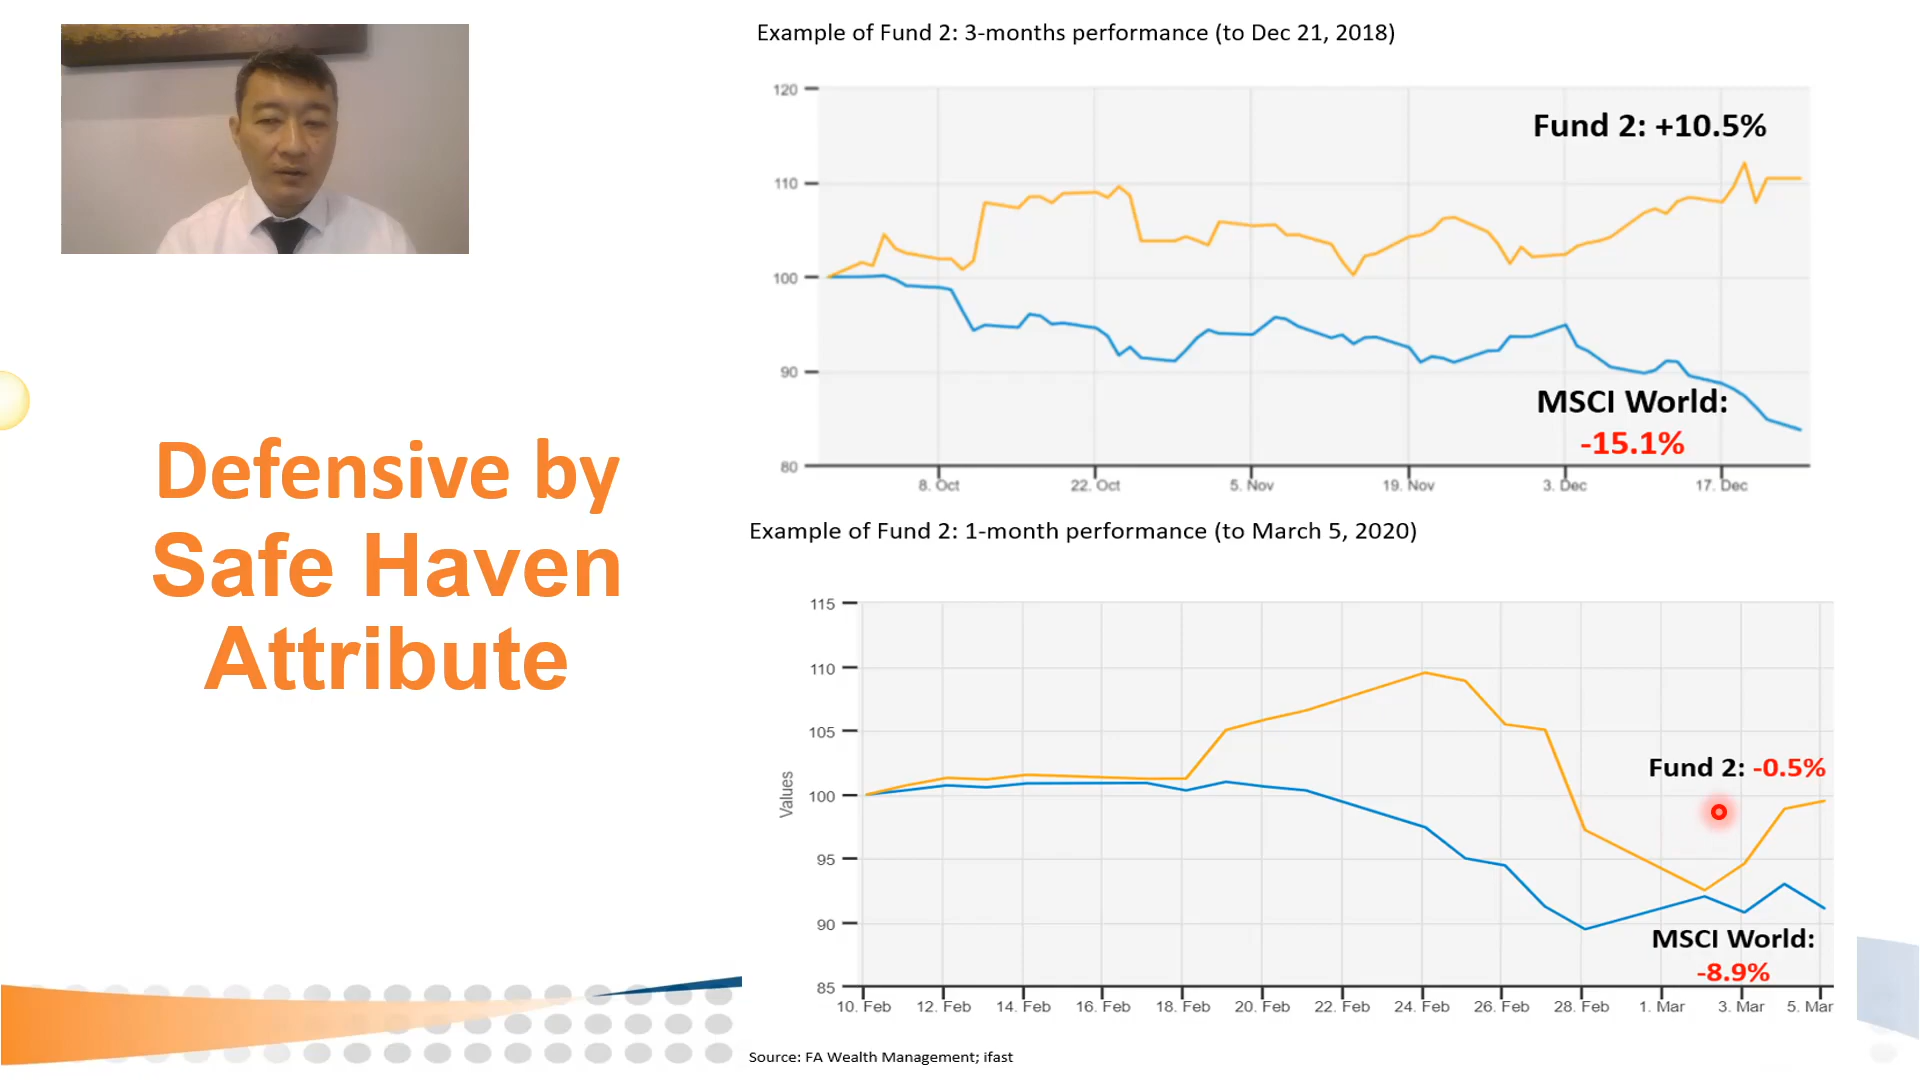 Example of Fund 2: 3-months performance (to Dec 21, 2018)
120
110
100
90
80
Fund 2: +10.5%
MSCI World:
-15.1%
8. Oct
22. Oct
5. Nov
19. Nov
3. Dec
17. Dec
Defensive by
Safe Haven
Attribute
Example of Fund 2: 1-month performance (to March 5, 2020)
Values
115
110
105
100
95
90
85
Fund 2: -0.5%
MSCI World:
-8.9%
10. Feb
12. Feb
14. Feb
16. Feb
18. Feb
20. Feb
22. Feb
24. Feb
26. Feb
28. Feb
1. Mar
3. Mar
5. Mar
Source: FA Wealth Management; ifast